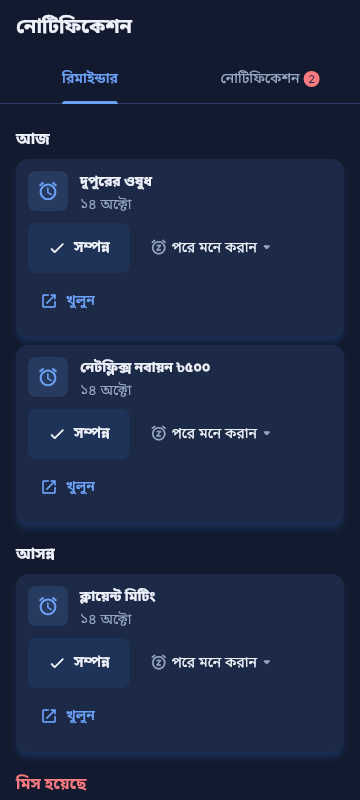 নোটিফিকেশন
রিমাইন্ডার
নোটিফিকেশন 2
আজ
দুপুরের ওষুধ
১৪ অক্টো
সম্পন্ন
পরে মনে করান
খুলুন
নেটফ্লিক্স নবায়ন ৳৫০০
১৪ অক্টো
সম্পন্ন
পরে মনে করান
খুলুন
আসন্ন
ক্লায়েন্ট মিটিং
১৪ অক্টো
সম্পন্ন
পরে মনে করান
খুলুন
মিস হয়েছে